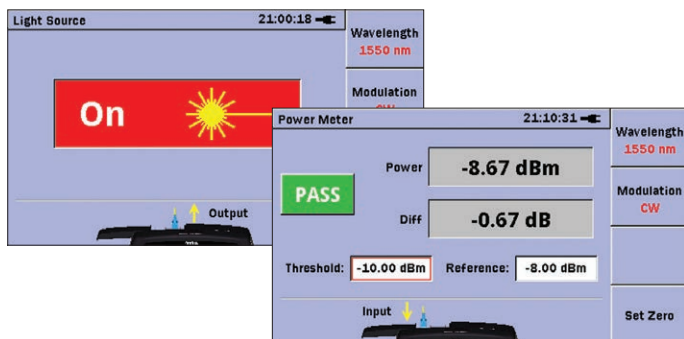 Light Source
21:00:18
Wavelength
1550 nm
Modulation
On
Output
Power Meter
21:10:31
Wavelength
1550 nm
Modulation
CW
PASS
Power
-8.67 dBm
Diff
-0.67 dB
Threshold:
-10.00 dBm
Reference:
-8.00 dBm
Input
Set Zero